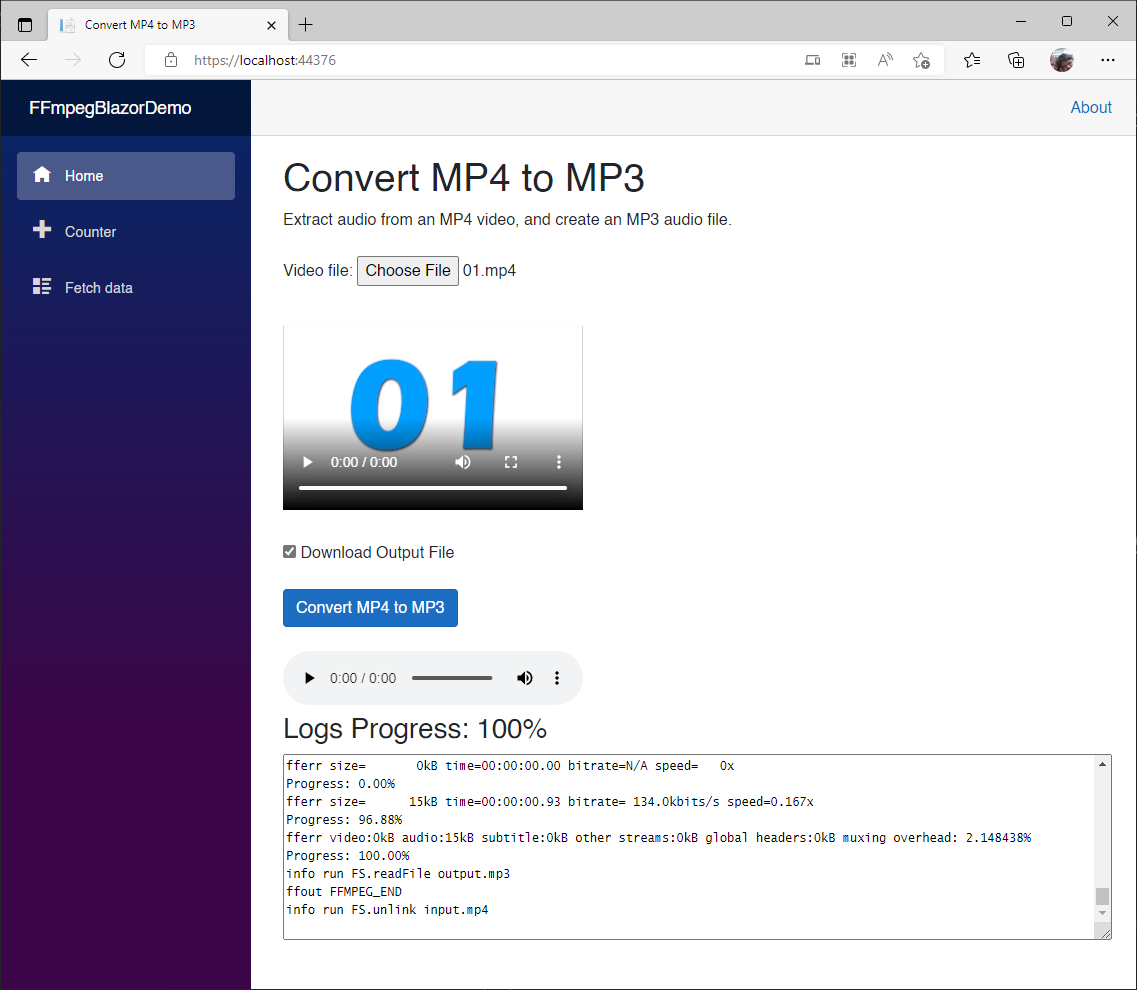 Convert MP4 to MP3
https://localhost:44376
FFmpegBlazorDemo
About
Home
Counter
Fetch data
Convert MP4 to MP3
Extract audio from an MP4 video, and create an MP3 audio file.
Video file: Choose File 01.mp4
01
0:00 / 0:00
Download Output File
Convert MP4 to MP3
0:00 / 0:00
Logs Progress: 100%
fferr size=       0kB time=00:00:00.00 bitrate=N/A speed=   0x
Progress: 0.00%
fferr size=      15kB time=00:00:00.93 bitrate= 134.0kbits/s speed=0.167x
Progress: 96.88%
fferr video:0kB audio:15kB subtitle:0kB other streams:0kB global headers:0kB muxing overhead: 2.148438%
Progress: 100.00%
info run FS.readFile output.mp3
ffout FFMPEG_END
info run FS.unlink input.mp4